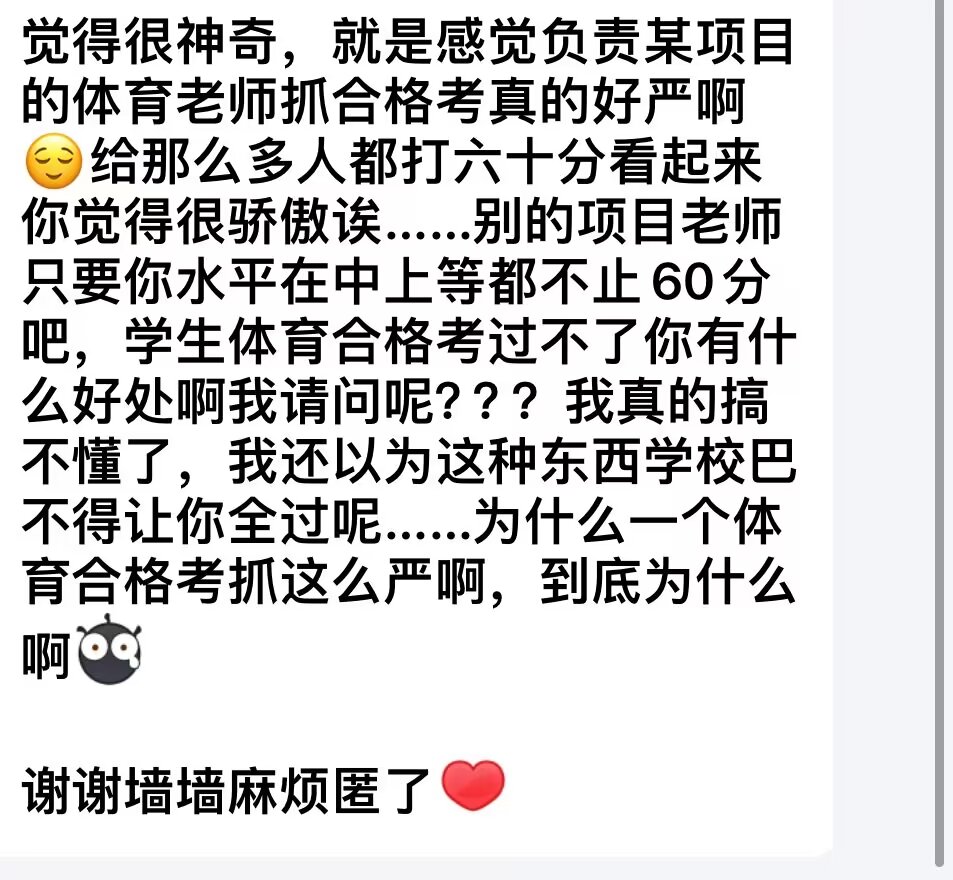 觉得很神奇，就是感觉负责某项目
的体育老师抓合格考真的好严啊
😌给那么多人都打六十分看起来
你觉得很骄傲诶……别的项目老师
只要你水平在中上等都不止60分
吧，学生体育合格考过不了你有什
么好处啊我请问呢？？？我真的搞
不懂了，我还以为这种东西学校巴
不得让你全过呢……为什么一个体
育合格考抓这么严啊，到底为什么
啊
谢谢墙墙麻烦匿了❤️